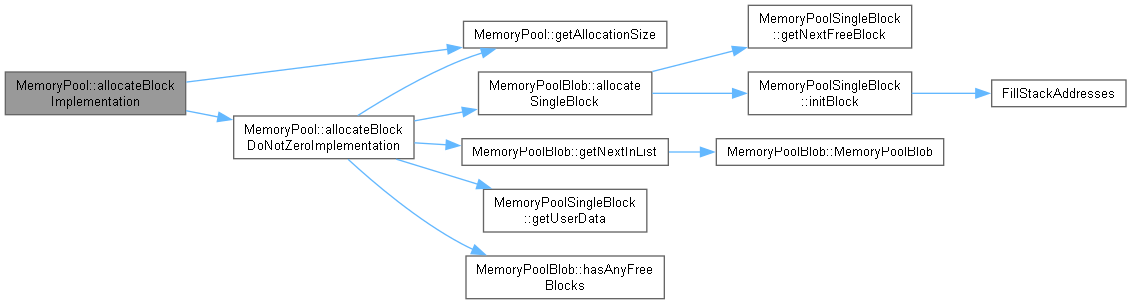 MemoryPool::allocateBlock
Implementation
MemoryPool::allocateBlock
DoNotZeroImplementation
MemoryPool::getAllocationSize
MemoryPoolBlob::allocate
SingleBlock
MemoryPoolBlob::getNextInList
MemoryPoolSingleBlock
::getUserData
MemoryPoolBlob::hasAnyFree
Blocks
MemoryPoolSingleBlock
::getNextFreeBlock
MemoryPoolSingleBlock
::initBlock
MemoryPoolBlob::MemoryPoolBlob
FillStackAddresses